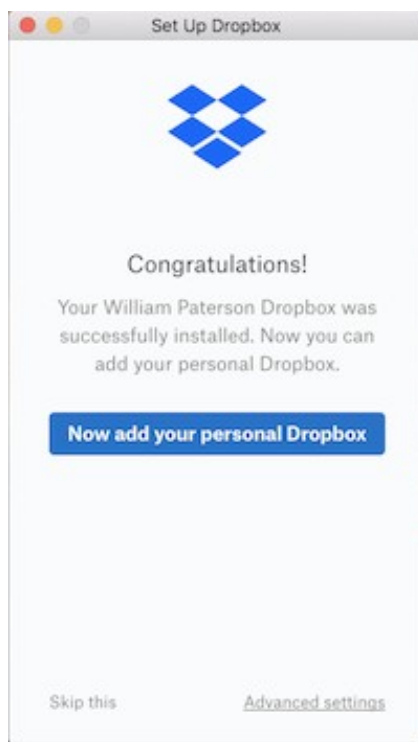 Set Up Dropbox
Congratulations!
Your William Paterson Dropbox was
successfully installed. Now you can
add your personal Dropbox.
Now add your personal Dropbox
Skip this
Advanced settings